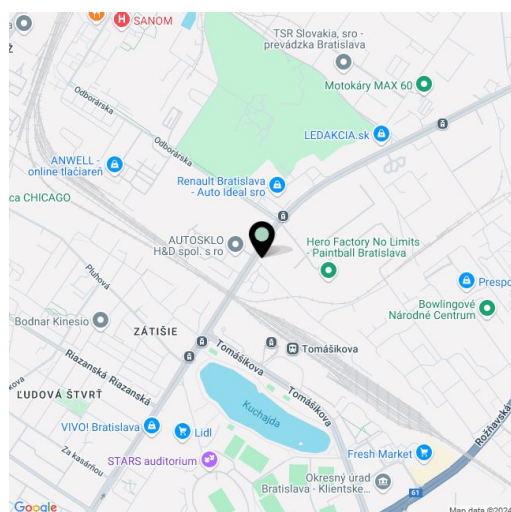 SANOM
TSR Slovakia, sro -
prevádzka Bratislava
Motokáry MAX 60
Odborárska
LEDAKCIA.sk
Odborárska
ANWELL -
online tlačiareň
Renault Bratislava
- Auto Ideal sro
ca CHICAGO
AUTOSKLO
H&D spol. s ro
Hero Factory No Limits
- Paintball Bratislava
Pluhová
Prespo
Bowlingové
Národné Centrum
Bodnar Kinesio
ZÁTIŠIE
Tomášikova
Tomášikova
Riazanská
Riazanská
Tomášikova
ĽUDOVÁ ŠTVRŤ
Kuchajda
Rožňavská
VIVO! Bratislava
Lidl
Za kasárňou
STARS auditorium
Fresh Market
Okresný úrad
Bratislava - Klientske...
61
Google
Map data ©2024